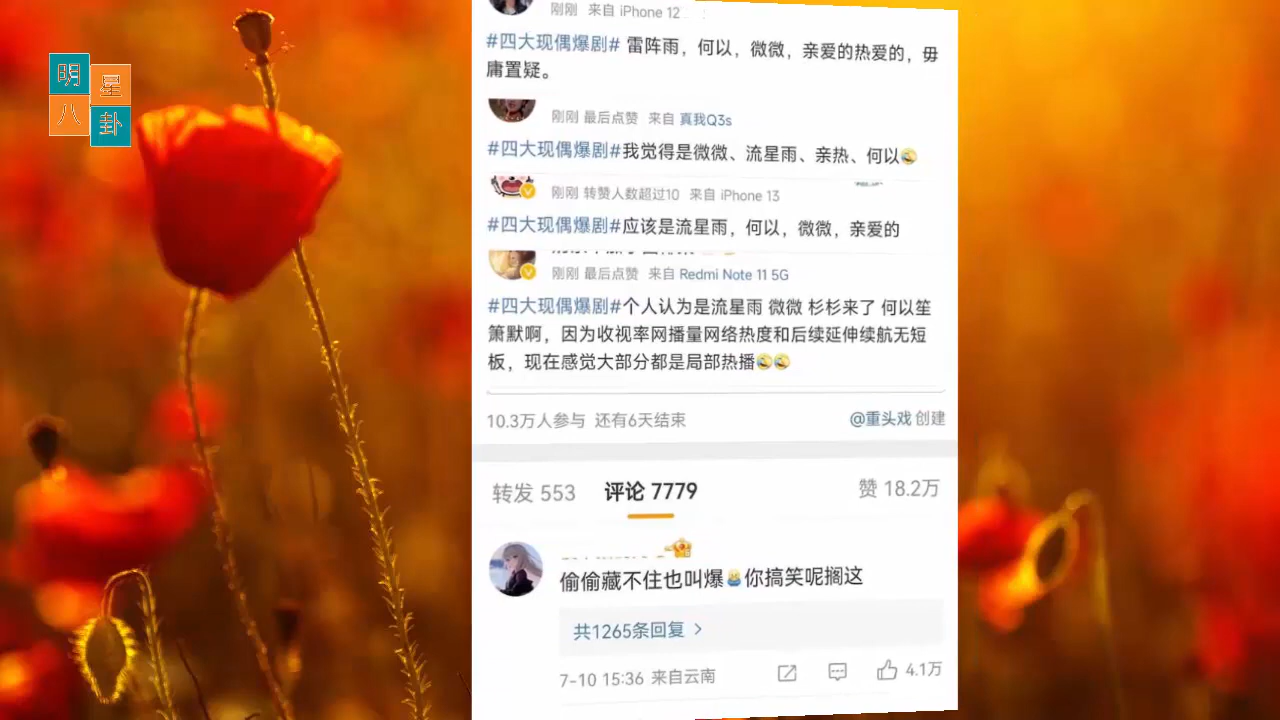 明星
八卦
刚刚 来自 iPhone 12
#四大现偶爆剧# 雷阵雨，何以，微微，亲爱的热爱的，毋
庸置疑。
刚刚 最后点赞 来自 真我Q3s
#四大现偶爆剧#我觉得是微微、流星雨、亲热、何以
刚刚 转赞人数超过10 来自 iPhone 13
#四大现偶爆剧#应该是流星雨，何以，微微，亲爱的
刚刚 最后点赞 来自 Redmi Note 11 5G
#四大现偶爆剧#个人认为是流星雨 微微 杉杉来了 何以笙
箫默啊，因为收视率网播量网络热度和后续延伸续航无短
板，现在感觉大部分都是局部热播
10.3万人参与 还有6天结束 @重头戏 创建
转发 553 评论 7779 赞 18.2万
偷偷藏不住也叫爆 你搞笑呢搁这
共1265条回复 >
7-10 15:36 来自云南 4.1万